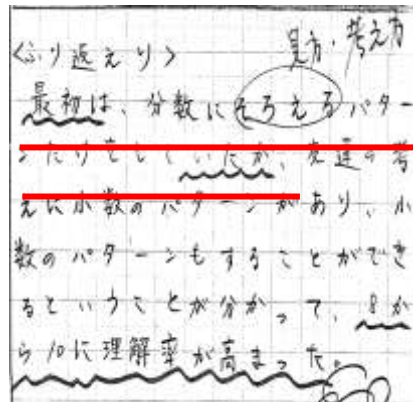 見方・考え方
<ふり返えり>
最初は、分数にそろえるパター
ンたりをしていたが、友達の考
えに小数のパターンがあり、小
数のパターンもすることができ
るということが分かって、8か
ら10に理解率が高まった。